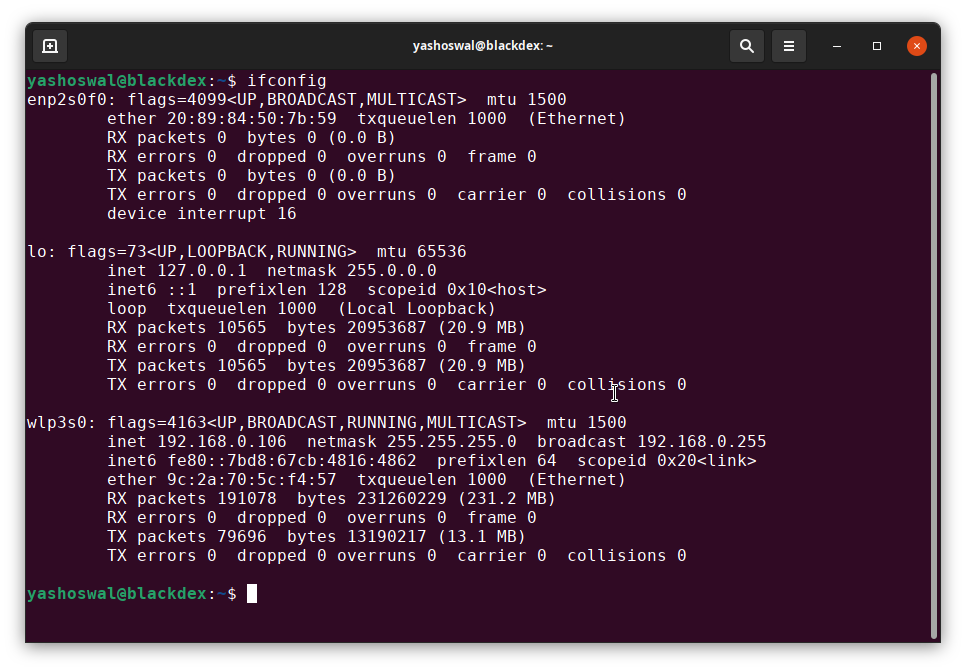 yashoswal@blackdex: ~
yashoswal@blackdex:~$ ifconfig
enp2s0f0: flags=4099<UP,BROADCAST,MULTICAST>  mtu 1500
        ether 20:89:84:50:7b:59  txqueuelen 1000  (Ethernet)
        RX packets 0  bytes 0 (0.0 B)
        RX errors 0  dropped 0  overruns 0  frame 0
        TX packets 0  bytes 0 (0.0 B)
        TX errors 0  dropped 0 overruns 0  carrier 0  collisions 0
        device interrupt 16

lo: flags=73<UP,LOOPBACK,RUNNING>  mtu 65536
        inet 127.0.0.1  netmask 255.0.0.0
        inet6 ::1  prefixlen 128  scopeid 0x10<host>
        loop  txqueuelen 1000  (Local Loopback)
        RX packets 10565  bytes 20953687 (20.9 MB)
        RX errors 0  dropped 0  overruns 0  frame 0
        TX packets 10565  bytes 20953687 (20.9 MB)
        TX errors 0  dropped 0 overruns 0  carrier 0  collisions 0

wlp3s0: flags=4163<UP,BROADCAST,RUNNING,MULTICAST>  mtu 1500
        inet 192.168.0.106  netmask 255.255.255.0  broadcast 192.168.0.255
        inet6 fe80::7bd8:67cb:4816:4862  prefixlen 64  scopeid 0x20<link>
        ether 9c:2a:70:5c:f4:57  txqueuelen 1000  (Ethernet)
        RX packets 191078  bytes 231260229 (231.2 MB)
        RX errors 0  dropped 0  overruns 0  frame 0
        TX packets 79696  bytes 13190217 (13.1 MB)
        TX errors 0  dropped 0 overruns 0  carrier 0  collisions 0

yashoswal@blackdex:~$